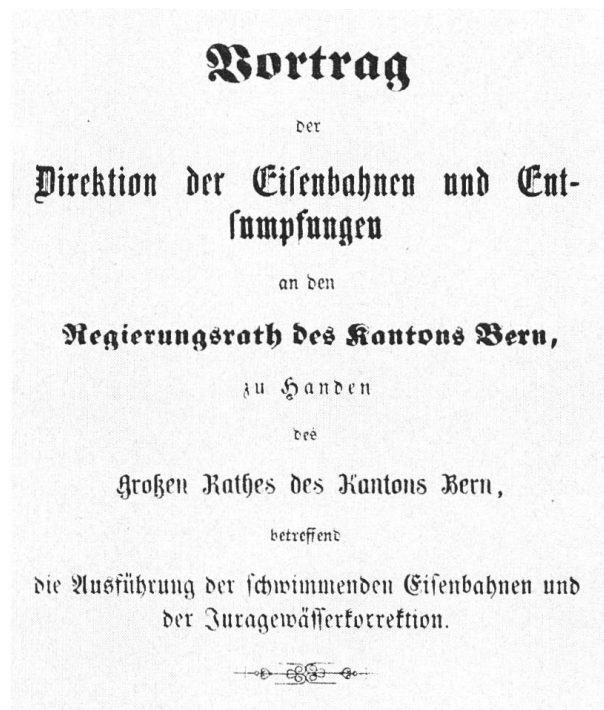 Vortrag
der
Direktion der Eisenbahnen und Ent-
sumpfungen
an den
Regierungsrath des Kantons Bern,
zu Handen
des
Großen Rathes des Kantons Bern,
betreffend
die Ausführung der schwimmenden Eisenbahnen und
der Juragewässerkorrektion.